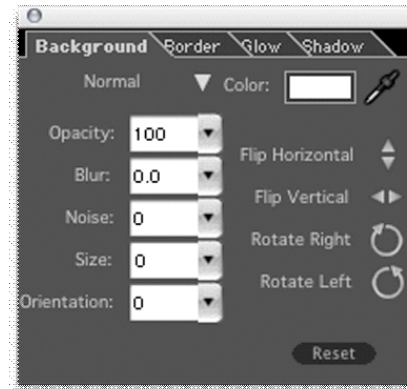 Background Border Glow Shadow
Normal Color:
Opacity: 100
Flip Horizontal
Blur: 0.0
Flip Vertical
Noise: 0
Rotate Right
Size: 0
Rotate Left
Orientation: 0
Reset